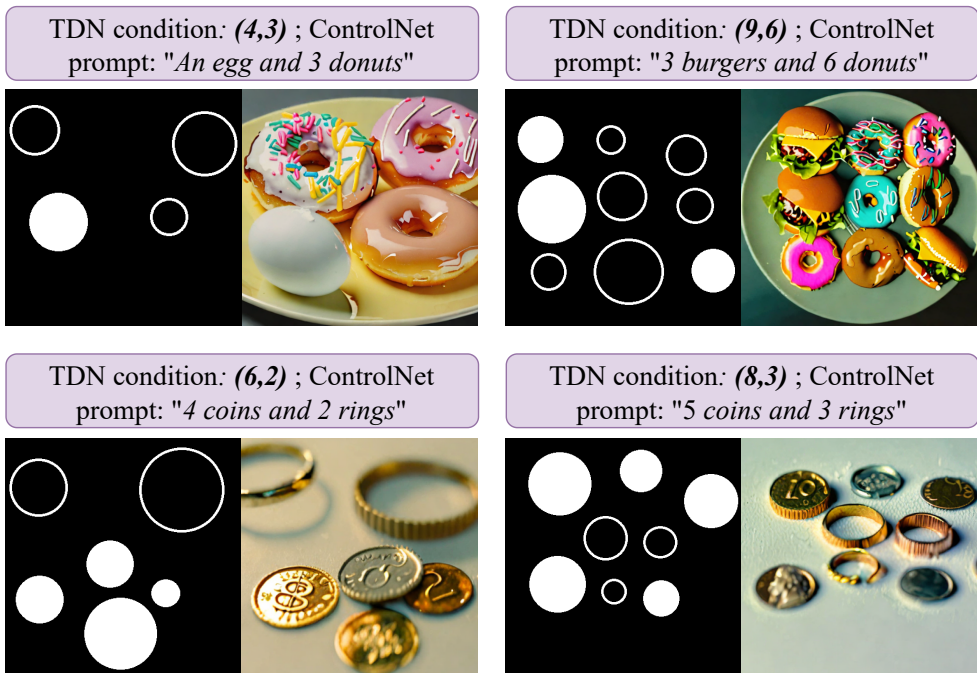 TDN condition: (4,3) ; ControlNet
prompt: "An egg and 3 donuts"
TDN condition: (9,6) ; ControlNet
prompt: "3 burgers and 6 donuts"
TDN condition: (6,2) ; ControlNet
prompt: "4 coins and 2 rings"
TDN condition: (8,3) ; ControlNet
prompt: "5 coins and 3 rings"